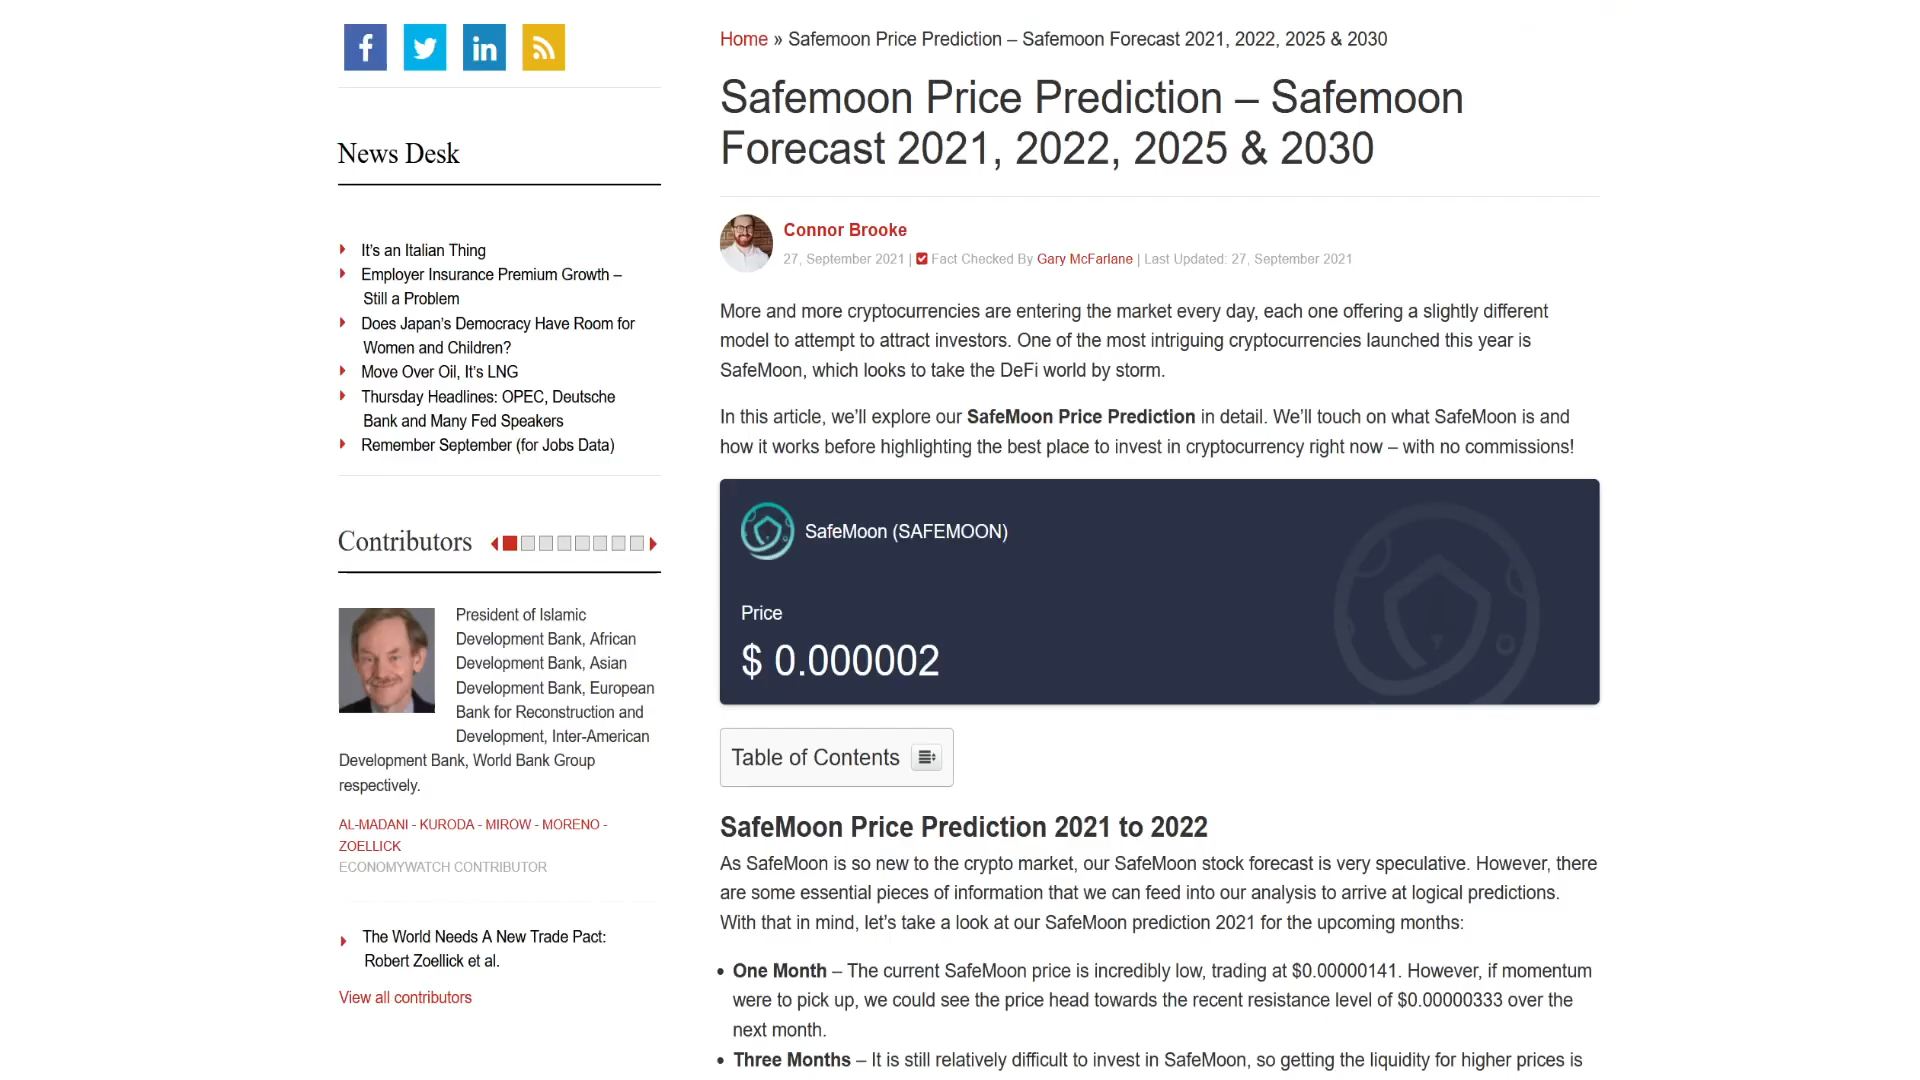 Home » Safemoon Price Prediction – Safemoon Forecast 2021, 2022, 2025 & 2030
Safemoon Price Prediction – Safemoon
Forecast 2021, 2022, 2025 & 2030
Connor Brooke
27, September 2021 | Fact Checked By Gary McFarlane | Last Updated: 27, September 2021
More and more cryptocurrencies are entering the market every day, each one offering a slightly different
model to attempt to attract investors. One of the most intriguing cryptocurrencies launched this year is
SafeMoon, which looks to take the DeFi world by storm.
In this article, we’ll explore our SafeMoon Price Prediction in detail. We’ll touch on what SafeMoon is and
how it works before highlighting the best place to invest in cryptocurrency right now – with no commissions!
SafeMoon (SAFEMOON)
Price
$ 0.000002
Table of Contents
SafeMoon Price Prediction 2021 to 2022
As SafeMoon is so new to the crypto market, our SafeMoon stock forecast is very speculative. However, there
are some essential pieces of information that we can feed into our analysis to arrive at logical predictions.
With that in mind, let’s take a look at our SafeMoon prediction 2021 for the upcoming months:
• One Month – The current SafeMoon price is incredibly low, trading at $0.00000141. However, if momentum
were to pick up, we could see the price head towards the recent resistance level of $0.00000333 over the
next month.
• Three Months – It is still relatively difficult to invest in SafeMoon, so getting the liquidity for higher prices is
News Desk
It’s an Italian Thing
Employer Insurance Premium Growth –
Still a Problem
Does Japan’s Democracy Have Room for
Women and Children?
Move Over Oil, It’s LNG
Thursday Headlines: OPEC, Deutsche
Bank and Many Fed Speakers
Remember September (for Jobs Data)
Contributors
President of Islamic
Development Bank, African
Development Bank, Asian
Development Bank, European
Bank for Reconstruction and
Development, Inter-American
Development Bank, World Bank Group
respectively.
AL-MADANI - KURODA - MIROW - MORENO -
ZOELLICK
ECONOMYWATCH CONTRIBUTOR
The World Needs A New Trade Pact:
Robert Zoellick et al.
View all contributors